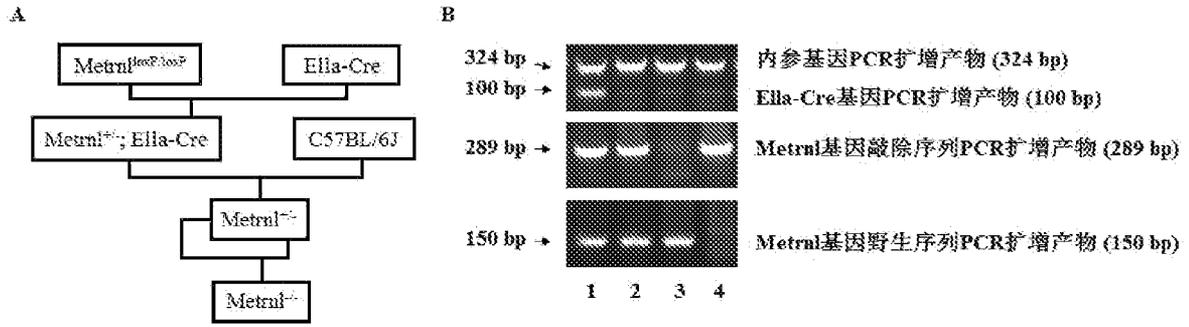 A
B
Metrnl^loxP/loxP
EIIa-Cre
Metrnl^+/-; EIIa-Cre
C57BL/6J
Metrnl^+/-
Metrnl^-/-
324 bp
内参基因PCR扩增产物 (324 bp)
100 bp
EIIa-Cre基因PCR扩增产物 (100 bp)
289 bp
Metrnl基因敲除序列PCR扩增产物 (289 bp)
150 bp
Metrnl基因野生序列PCR扩增产物 (150 bp)
1 2 3 4